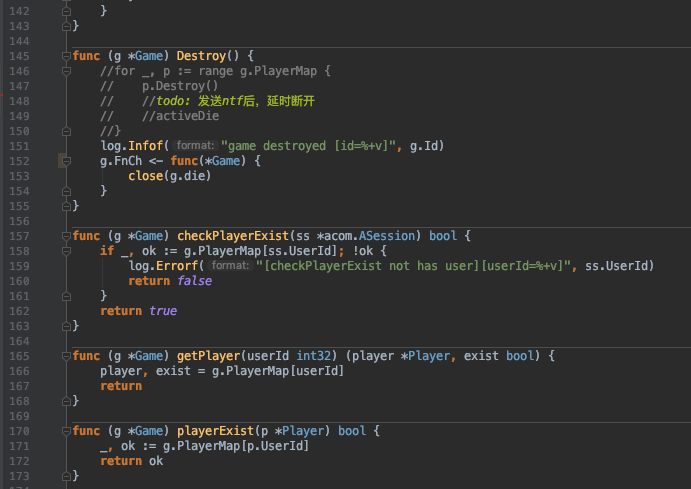 142 }
143 }
144
145 func (g *Game) Destroy() {
146 //for _, p := range g.PlayerMap {
147 // p.Destroy()
148 // //todo: 发送ntf后，延时断开
149 // //activeDie
150 //}
151 log.Infof( format: "game destroyed [id=%+v]", g.Id)
152 g.FnCh <- func(*Game) {
153 close(g.die)
154 }
155 }
156
157 func (g *Game) checkPlayerExist(ss *acom.ASession) bool {
158 if _, ok := g.PlayerMap[ss.UserId]; !ok {
159 log.Errorf( format: "[checkPlayerExist not has user][userId=%+v]", ss.UserId)
160 return false
161 }
162 return true
163 }
164
165 func (g *Game) getPlayer(userId int32) (player *Player, exist bool) {
166 player, exist = g.PlayerMap[userId]
167 return
168 }
169
170 func (g *Game) playerExist(p *Player) bool {
171 _, ok := g.PlayerMap[p.UserId]
172 return ok
173 }